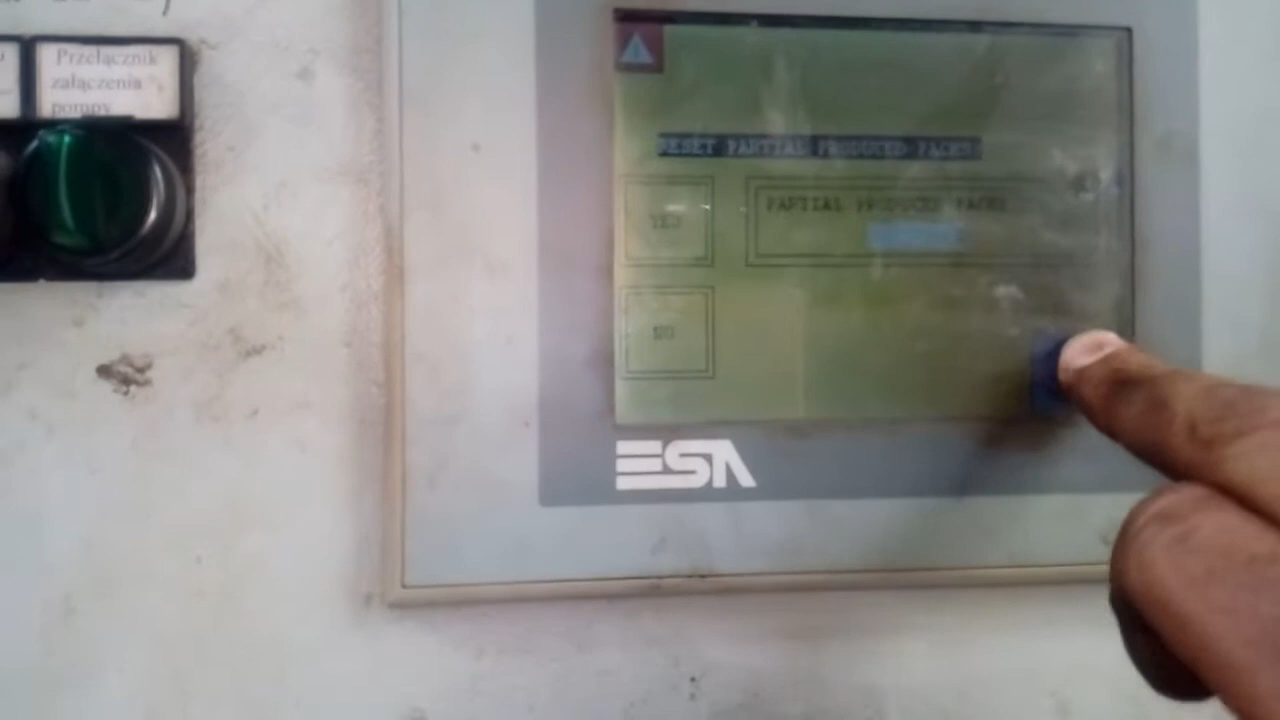 Przełącznik
załączenia
pompy
RESET PARTIAL PRODUCED PACKS
YES
PARTIAL PRODUCED PACKS
NO
ESA